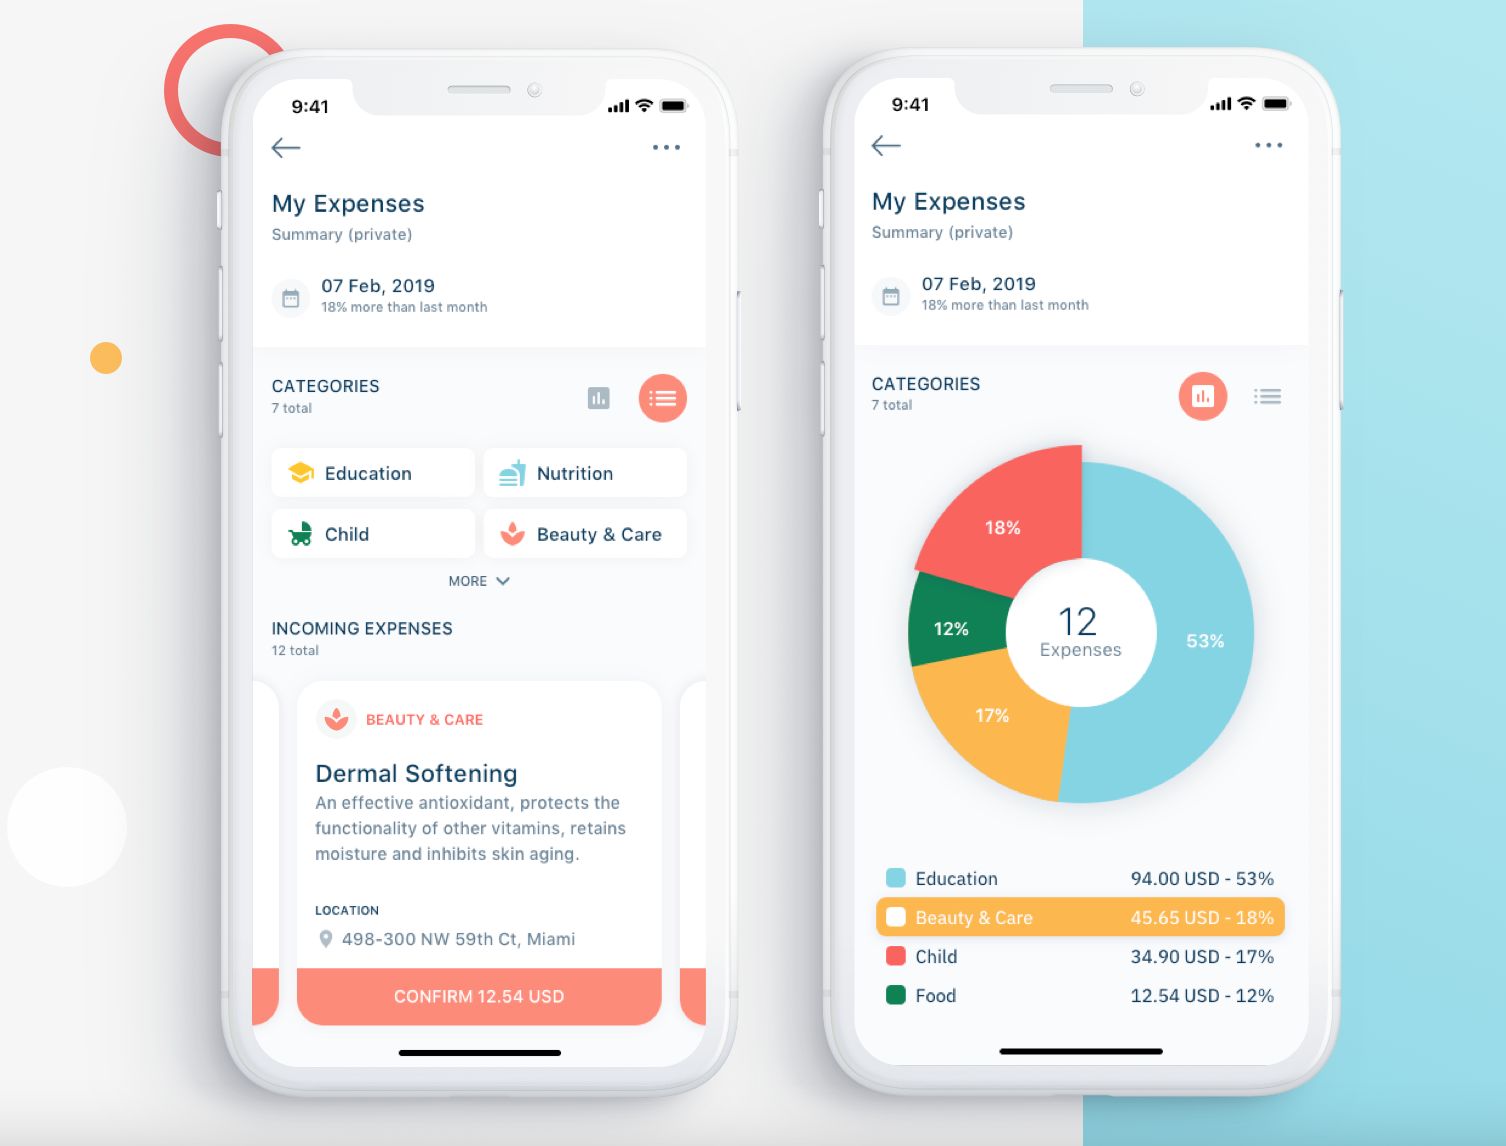 9:41
My Expenses
Summary (private)
07 Feb, 2019
18% more than last month
CATEGORIES
7 total
Education
Nutrition
Child
Beauty & Care
MORE
INCOMING EXPENSES
12 total
BEAUTY & CARE
Dermal Softening
An effective antioxidant, protects the
functionality of other vitamins, retains
moisture and inhibits skin aging.
LOCATION
498-300 NW 59th Ct, Miami
CONFIRM 12.54 USD
9:41
My Expenses
Summary (private)
07 Feb, 2019
18% more than last month
CATEGORIES
7 total
18%
12%
17%
53%
12
Expenses
Education 94.00 USD - 53%
Beauty & Care 45.65 USD - 18%
Child 34.90 USD - 17%
Food 12.54 USD - 12%